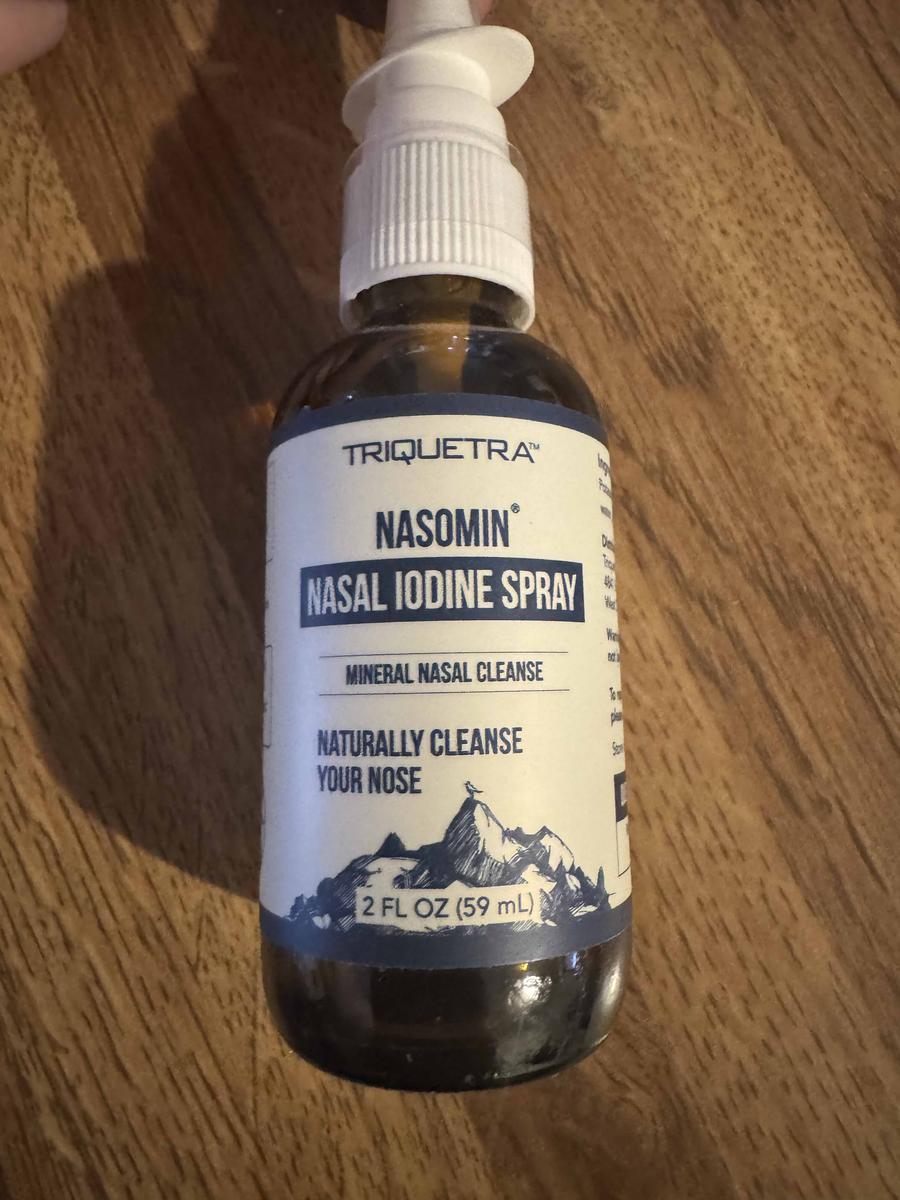 TRIQUETRA™
NASOMIN®
NASAL IODINE SPRAY
MINERAL NASAL CLEANSE
NATURALLY CLEANSE
YOUR NOSE
2 FL OZ (59 mL)